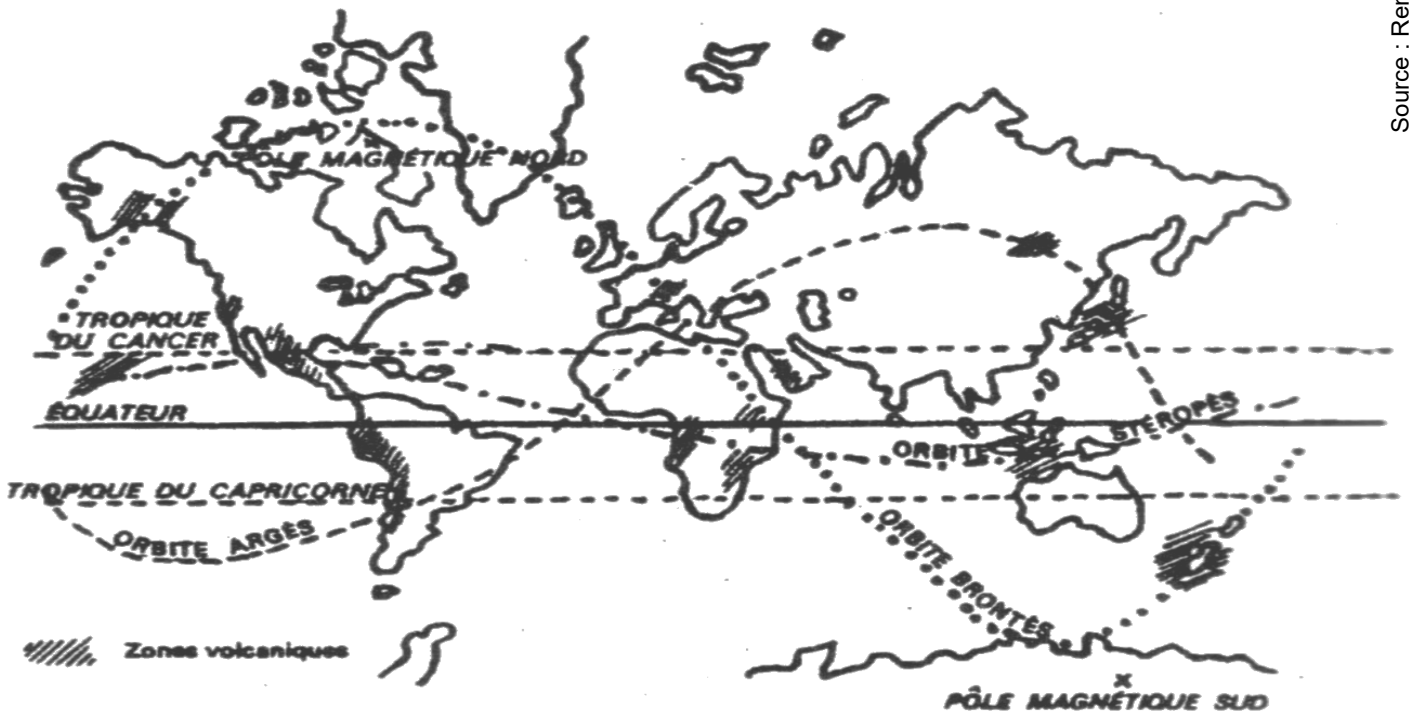 Source : Rer
PÔLE MAGNÉTIQUE NORD
TROPIQUE
DU CANCER
ÉQUATEUR
ORBITE STÉROPÈS
TROPIQUE DU CAPRICORNE
ORBITE ARGÈS
ORBITE BRONTÈS
Zones volcaniques
PÔLE MAGNÉTIQUE SUD